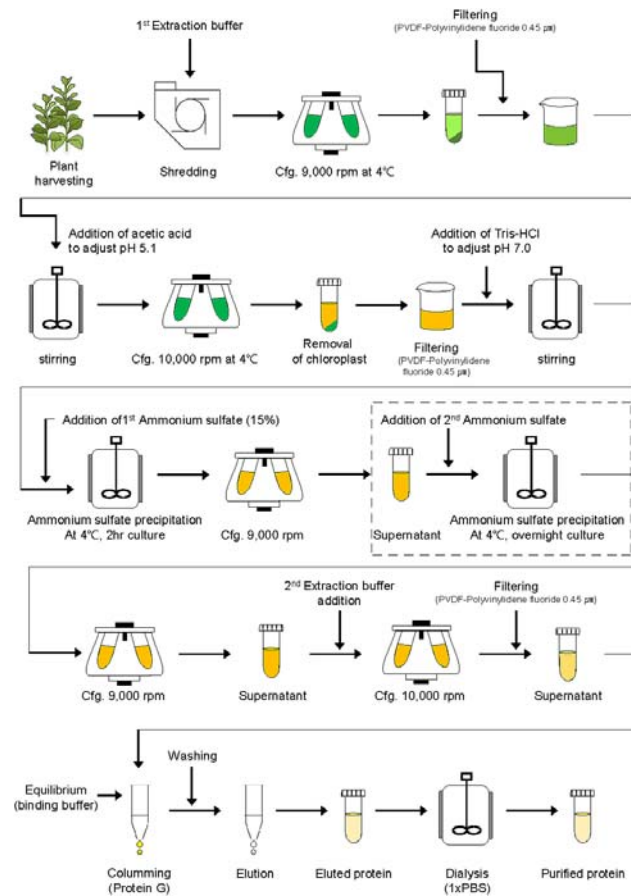 1st Extraction buffer
Filtering
(PVDF-Polyvinylidene fluoride 0.45 ㎛)
Plant
harvesting
Shredding
Cfg. 9,000 rpm at 4℃
Addition of acetic acid
to adjust pH 5.1
Addition of Tris-HCl
to adjust pH 7.0
stirring
Cfg. 10,000 rpm at 4℃
Removal
of chloroplast
Filtering
(PVDF-Polyvinylidene
fluoride 0.45 ㎛)
stirring
Addition of1st Ammonium sulfate (15%)
Addition of 2nd Ammonium sulfate
Ammonium sulfate precipitation
At 4℃, 2hr culture
Cfg. 9,000 rpm
Supernatant
Ammonium sulfate precipitation
At 4℃, overnight culture
2nd Extraction buffer
addition
Filtering
(PVDF-Polyvinylidene fluoride 0.45 ㎛)
Cfg. 9,000 rpm
Supernatant
Cfg. 10,000 rpm
Supernatant
Washing
Equilibrium
(binding buffer)
Columming
(Protein G)
Elution
Eluted protein
Dialysis
(1xPBS)
Purified protein